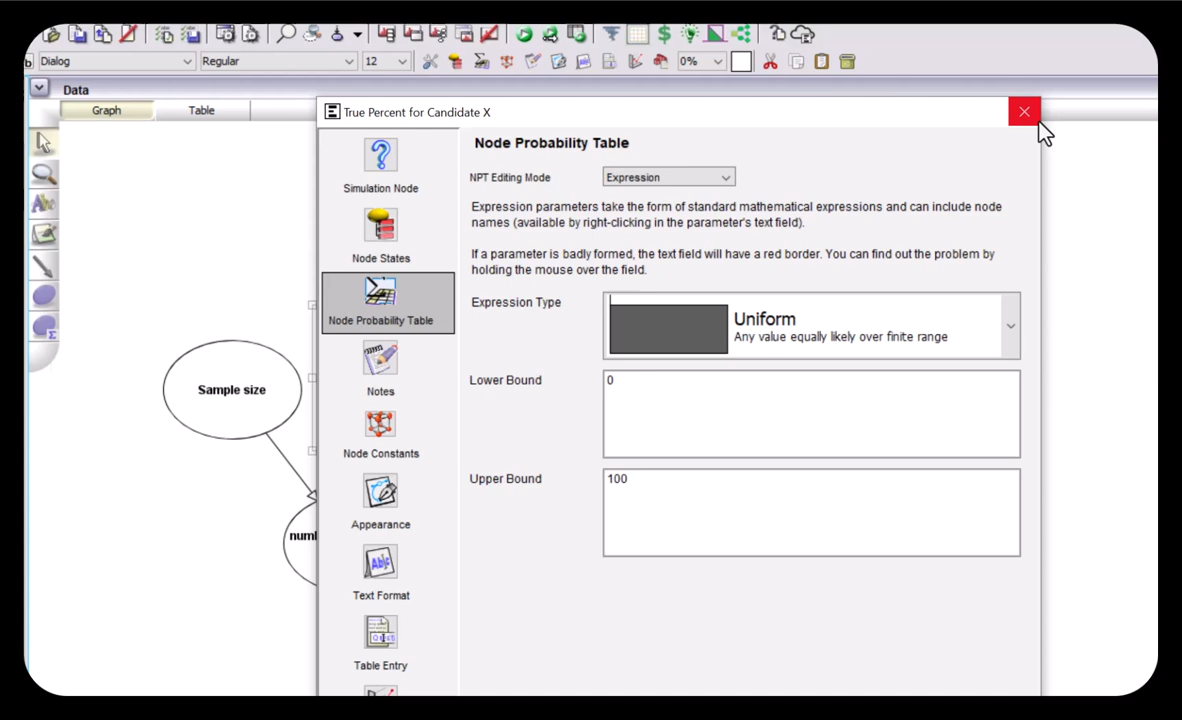 Dialog
Regular
12
0%
Data
Graph
Table
True Percent for Candidate X
Simulation Node
Node States
Node Probability Table
Notes
Node Constants
Appearance
Text Format
Table Entry
Node Probability Table
NPT Editing Mode
Expression
Expression parameters take the form of standard mathematical expressions and can include node
names (available by right-clicking in the parameter's text field).
If a parameter is badly formed, the text field will have a red border. You can find out the problem by
holding the mouse over the field.
Expression Type
Uniform
Any value equally likely over finite range
Lower Bound
0
Upper Bound
100
Sample size